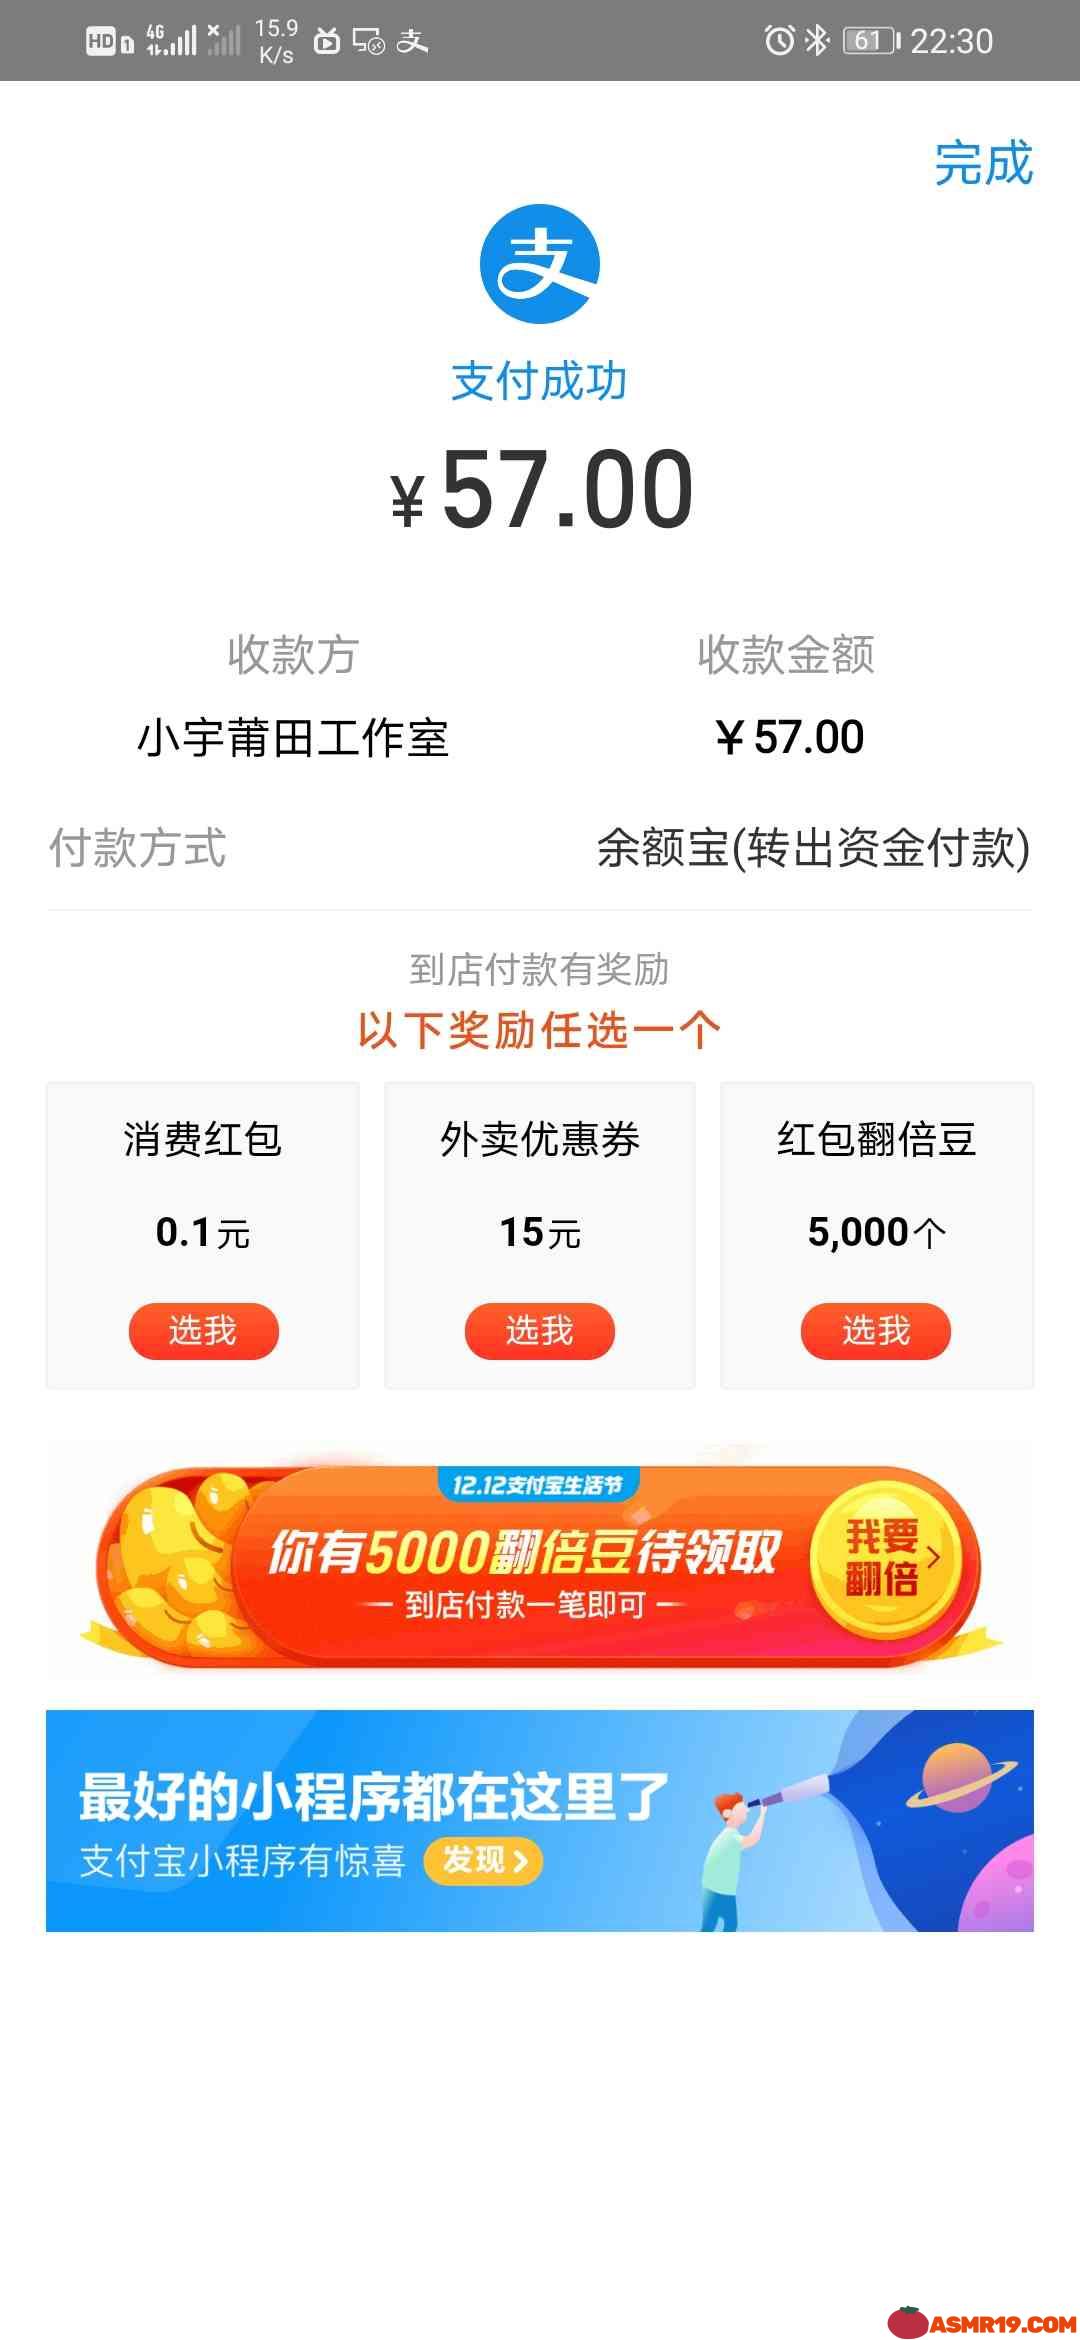 HD 1 4G 15.9 K/s 支 61 22:30
完成
支
支付成功
¥57.00
收款方 收款金额
小宇莆田工作室 ¥57.00
付款方式 余额宝(转出资金付款)
到店付款有奖励
以下奖励任选一个
消费红包 外卖优惠券 红包翻倍豆
0.1元 15元 5,000个
选我 选我 选我
12.12支付宝生活节
你有5000翻倍豆待领取
到店付款一笔即可
我要
翻倍
最好的小程序都在这里了
支付宝小程序有惊喜 发现
ASMR19.COM